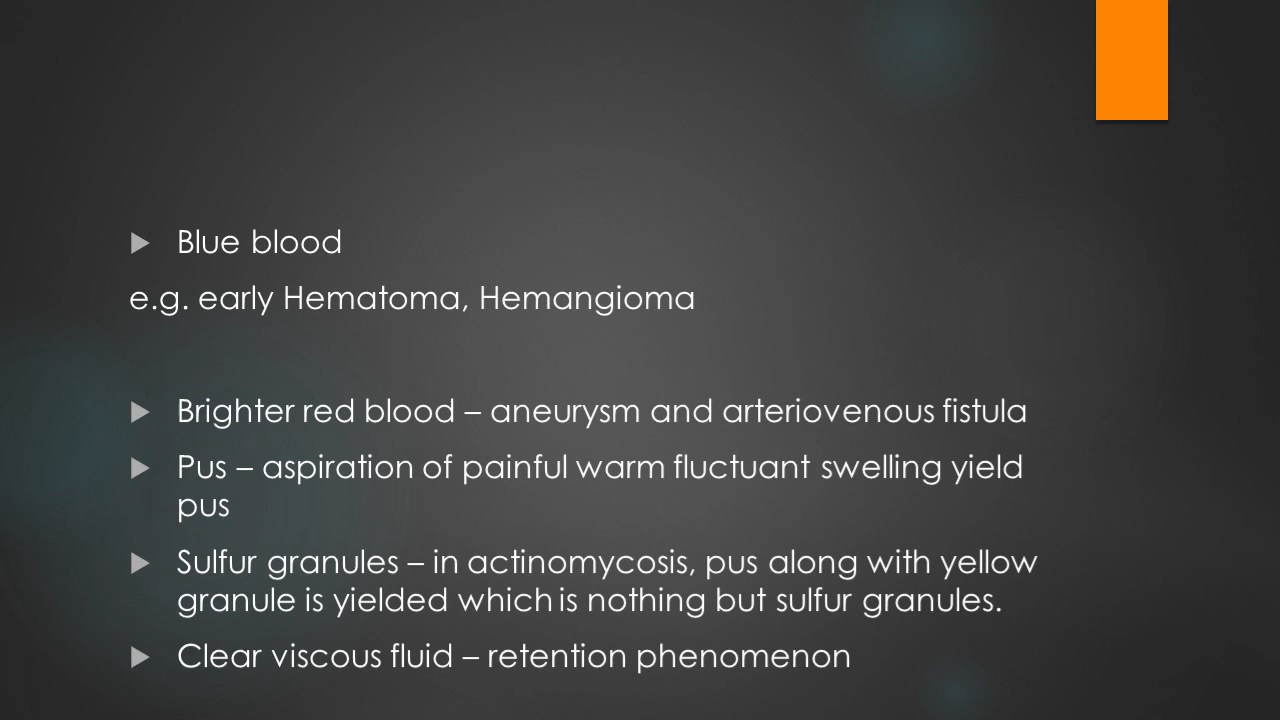 Blue blood
e.g. early Hematoma, Hemangioma
Brighter red blood – aneurysm and arteriovenous fistula
Pus – aspiration of painful warm fluctuant swelling yield
pus
Sulfur granules – in actinomycosis, pus along with yellow
granule is yielded which is nothing but sulfur granules.
Clear viscous fluid – retention phenomenon